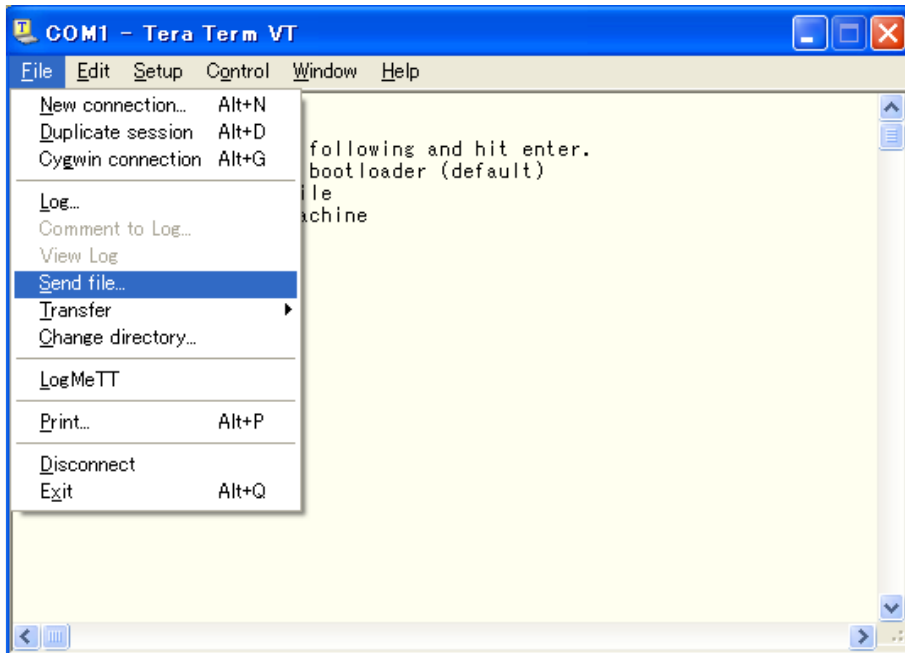 COM1 - Tera Term VT
File Edit Setup Control Window Help
New connection... Alt+N
Duplicate session Alt+D
Cygwin connection Alt+G
Log...
Comment to Log...
View Log
Send file...
Transfer
Change directory...
LogMeTT
Print... Alt+P
Disconnect
Exit Alt+Q
following and hit enter.
bootloader (default)
ile
achine